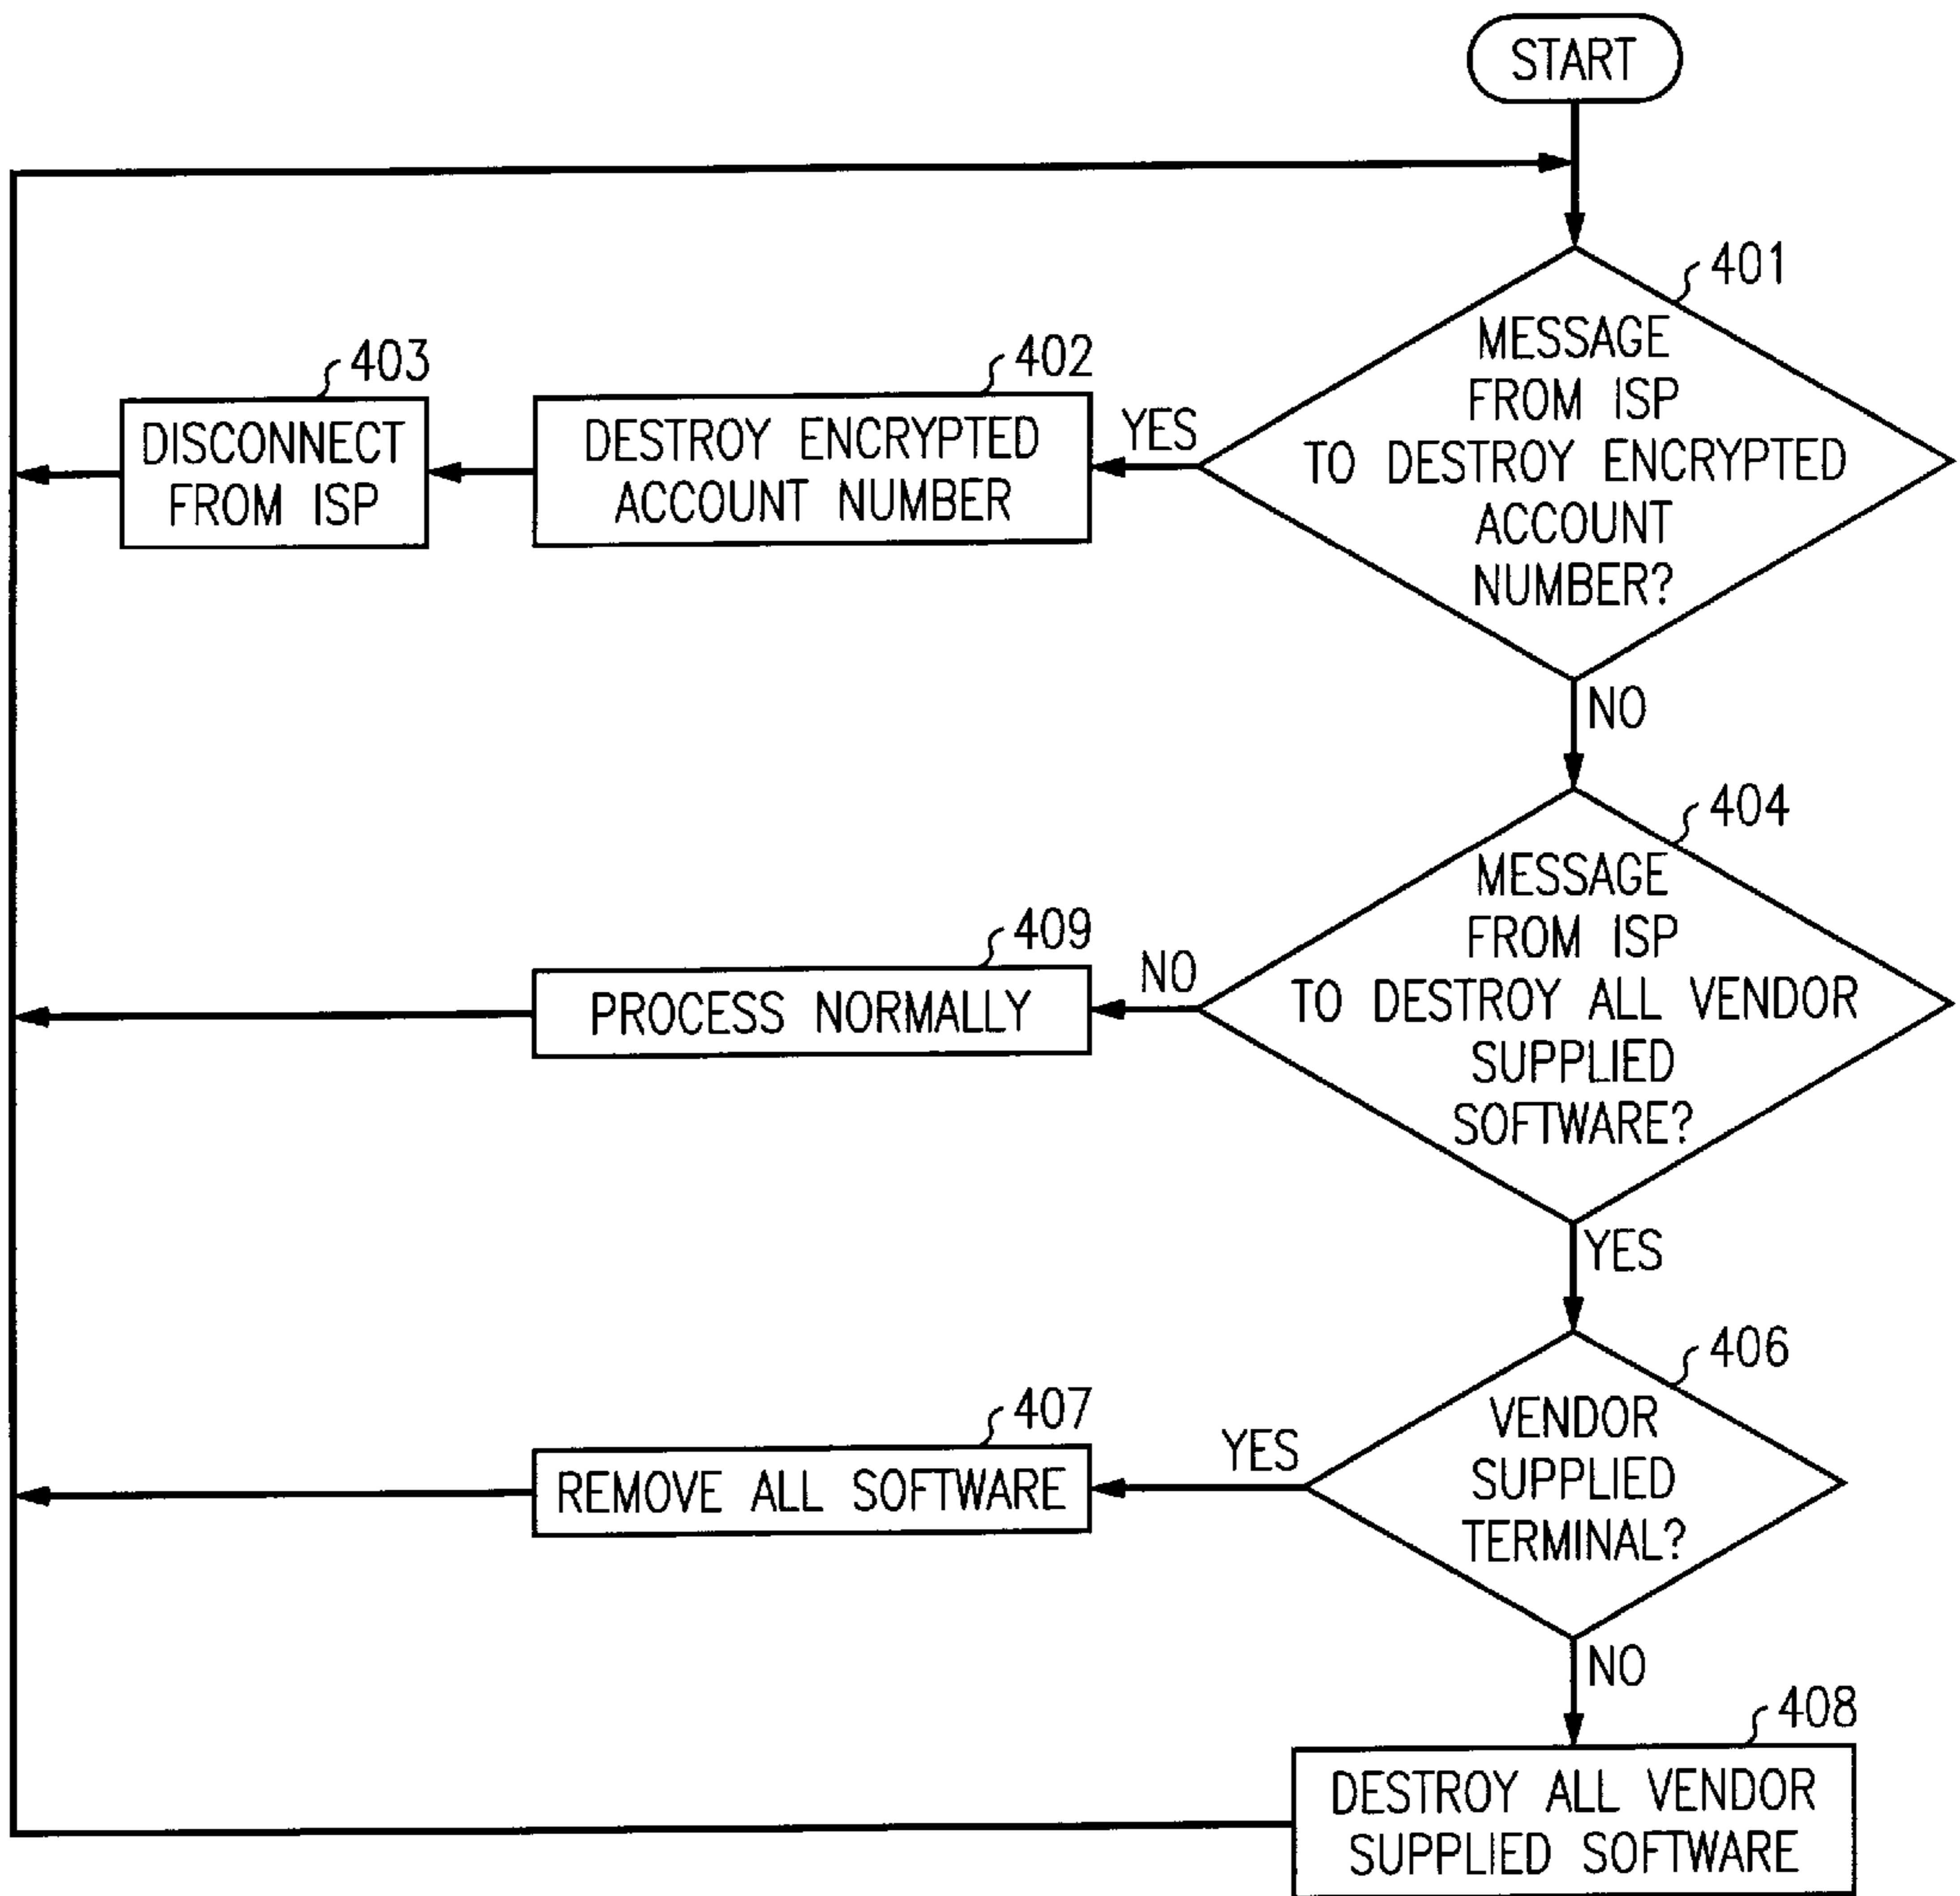 START
401
MESSAGE
FROM ISP
TO DESTROY ENCRYPTED
ACCOUNT
NUMBER?
YES
402
DESTROY ENCRYPTED
ACCOUNT NUMBER
403
DISCONNECT
FROM ISP
NO
404
MESSAGE
FROM ISP
TO DESTROY ALL VENDOR
SUPPLIED
SOFTWARE?
NO
409
PROCESS NORMALLY
YES
406
VENDOR
SUPPLIED
TERMINAL?
YES
407
REMOVE ALL SOFTWARE
NO
408
DESTROY ALL VENDOR
SUPPLIED SOFTWARE